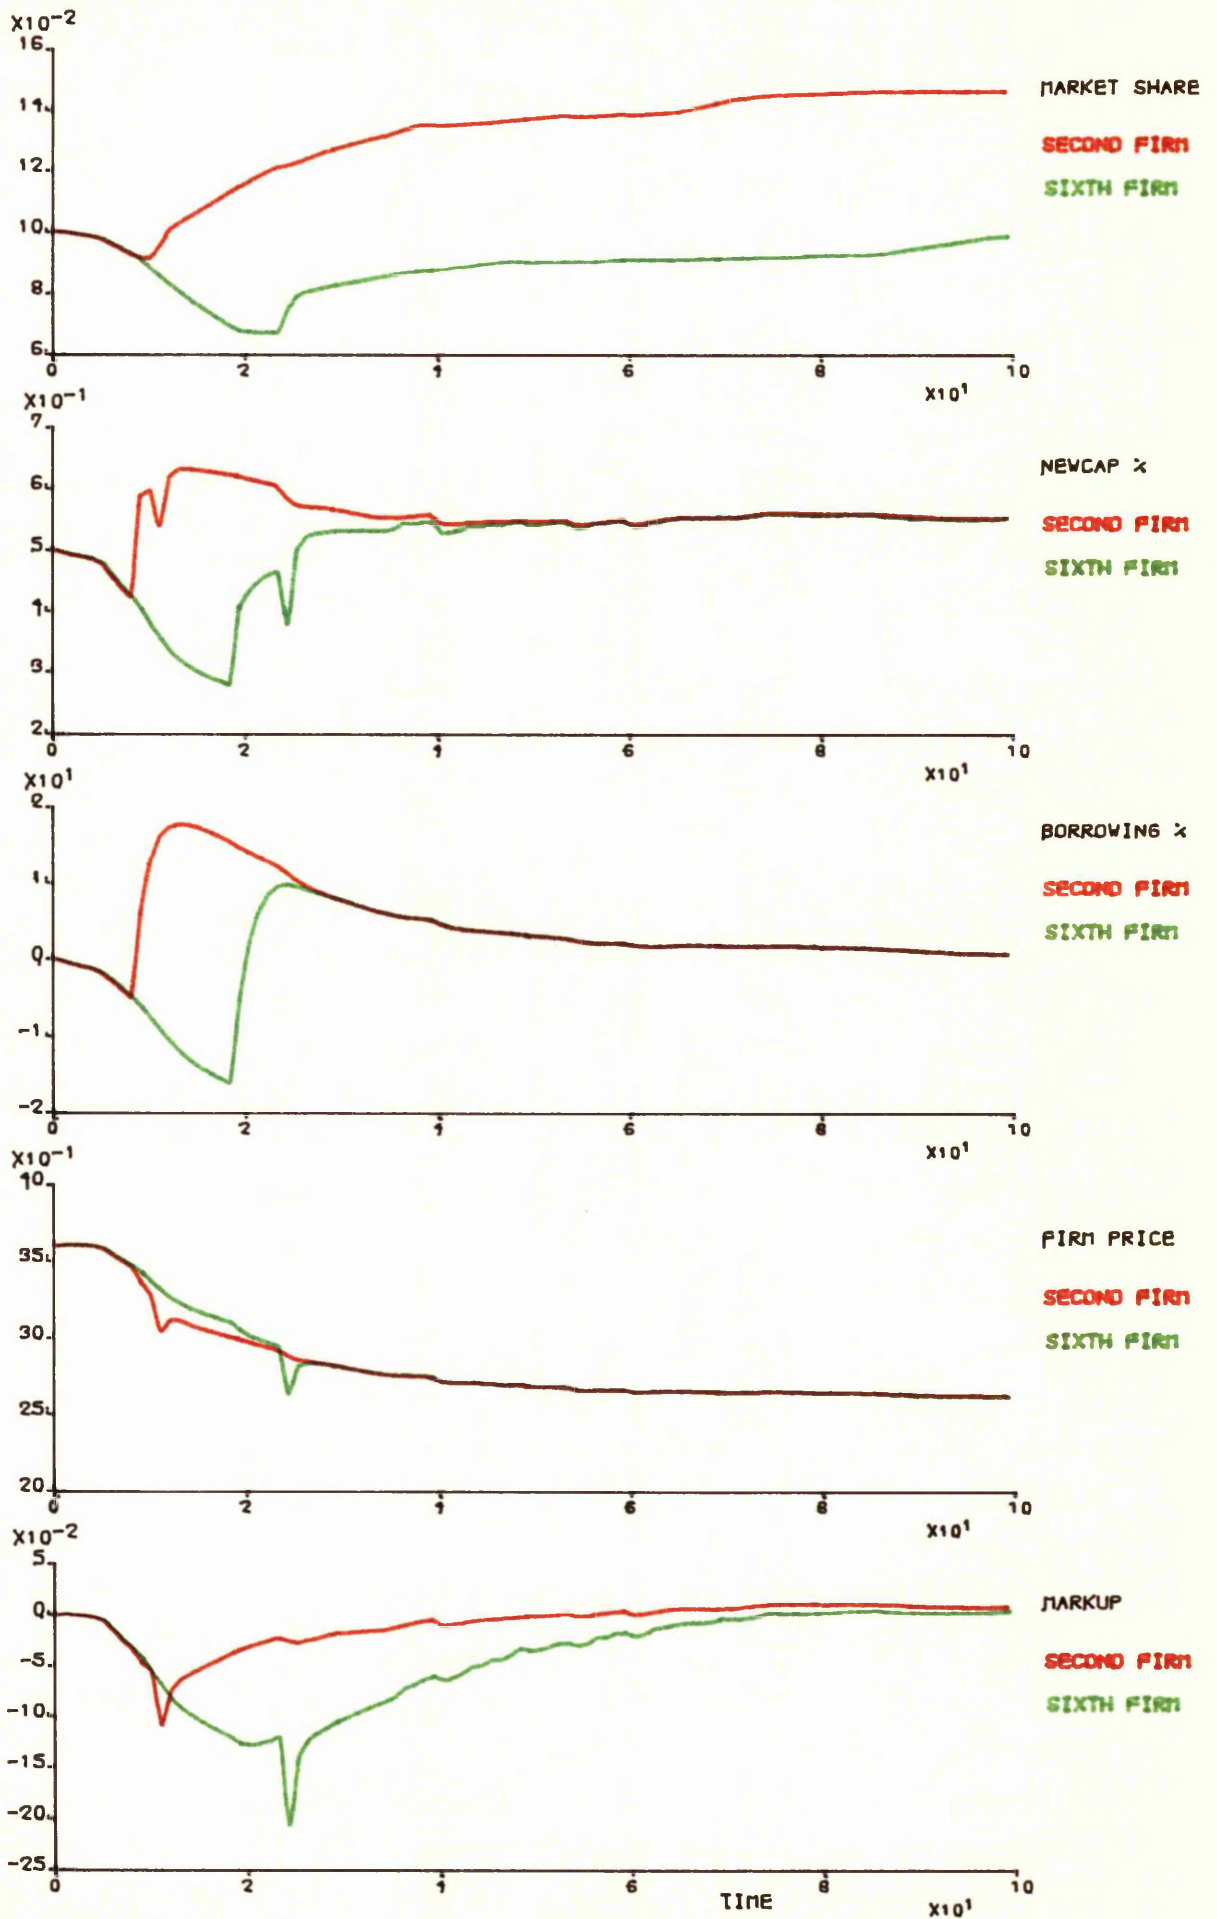 X10-2
16
14
12
10
8
6
0 2 4 6 8 10
X10¹
MARKET SHARE
SECOND FIRM
SIXTH FIRM
X10-1
7
6
5
4
3
2
0 2 4 6 8 10
X10¹
NEWCAP %
SECOND FIRM
SIXTH FIRM
X10¹
2
1
0
-1
-2
0 2 4 6 8 10
X10¹
BORROWING %
SECOND FIRM
SIXTH FIRM
X10-1
40
35
30
25
20
0 2 4 6 8 10
X10¹
FIRM PRICE
SECOND FIRM
SIXTH FIRM
X10-2
5
0
-5
-10
-15
-20
-25
0 2 4 6 8 10
TIME
X10¹
MARKUP
SECOND FIRM
SIXTH FIRM